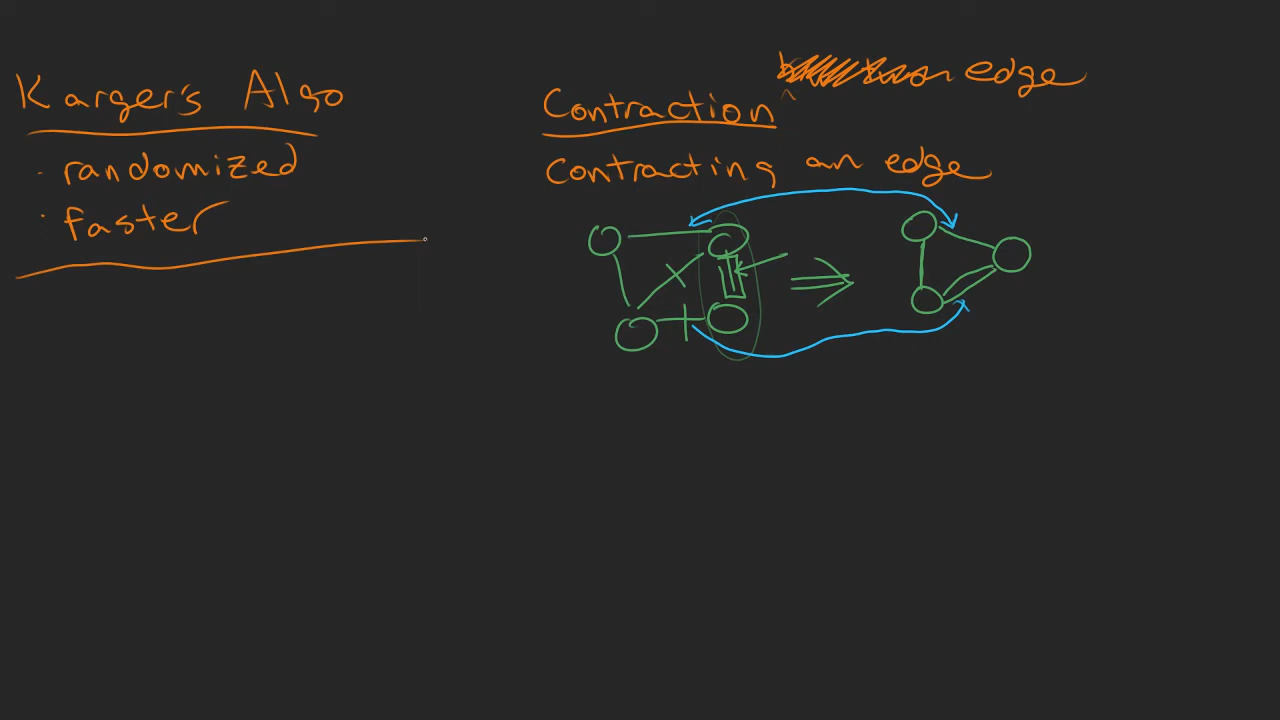 Karger's Algo
· randomized
· faster
edge
Contraction ^
Contracting an edge